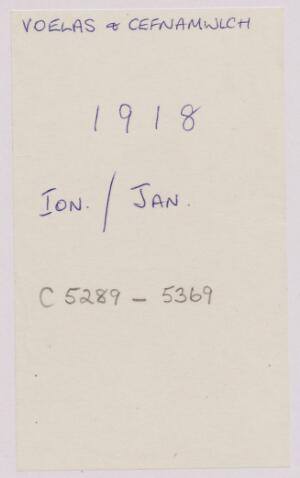 VOELAS & CEFNAMWLCH
1918
ION. / JAN.
C 5289 - 5369